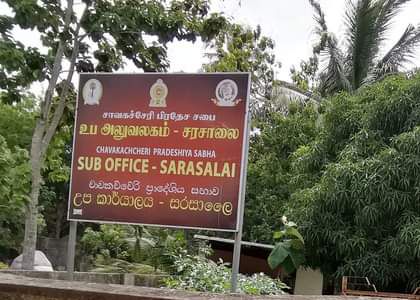 சாவகச்சேரி பிரதேச சபை
உப அலுவலகம் - சரசாலை
CHAVAKACHCHERI PRADESHIYA SABHA
SUB OFFICE - SARASALAI
චාවකච්චේරි ප්‍රාදේශිය සභාව
උප කාර්යාලය - සරසාලෛ